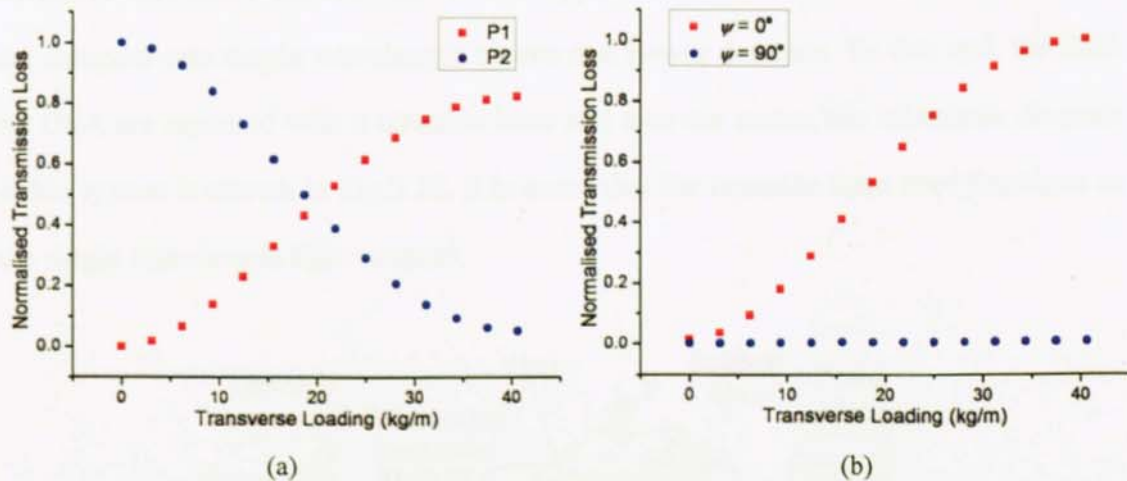 P1
P2
Normalised Transmission Loss
1.0
0.8
0.6
0.4
0.2
0.0
0
10
20
30
40
Transverse Loading (kg/m)
(a)
ψ = 0°
ψ = 90°
Normalised Transmission Loss
1.0
0.8
0.6
0.4
0.2
0.0
0
10
20
30
40
Transverse Loading (kg/m)
(b)